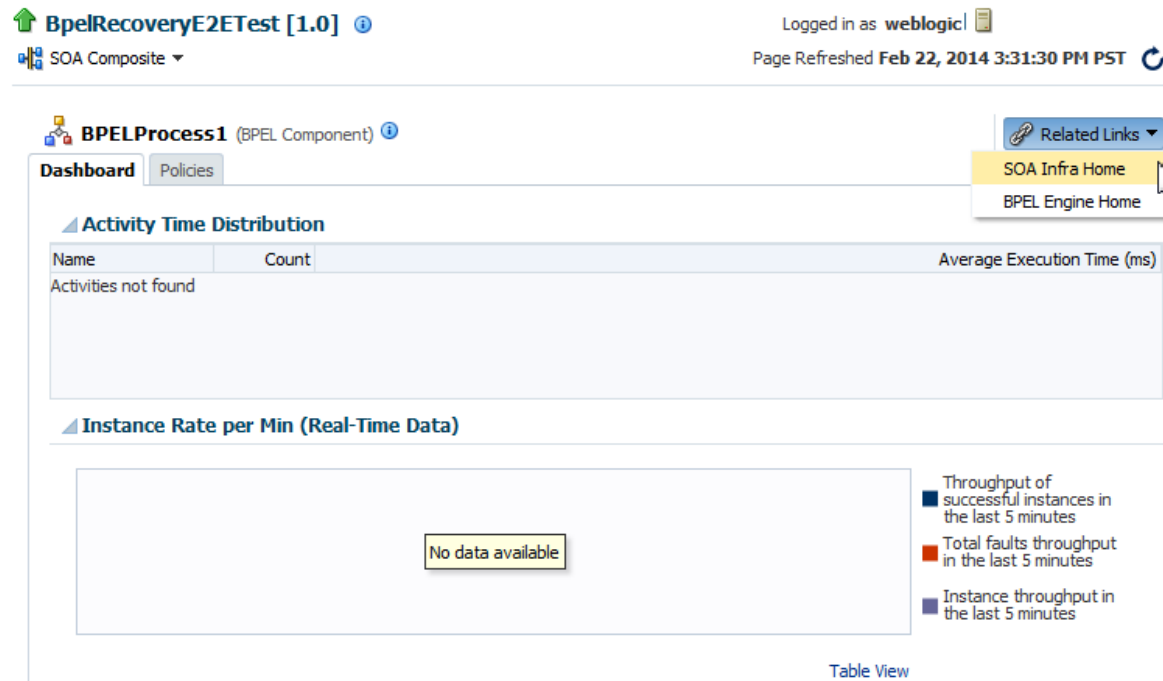 BpelRecoveryE2ETest [1.0]
Logged in as weblogic
SOA Composite
Page Refreshed Feb 22, 2014 3:31:30 PM PST
BPELProcess1 (BPEL Component)
Related Links
SOA Infra Home
BPEL Engine Home
Dashboard Policies
Activity Time Distribution
Name Count Average Execution Time (ms)
Activities not found
Instance Rate per Min (Real-Time Data)
No data available
Throughput of
successful instances in
the last 5 minutes
Total faults throughput
in the last 5 minutes
Instance throughput in
the last 5 minutes
Table View